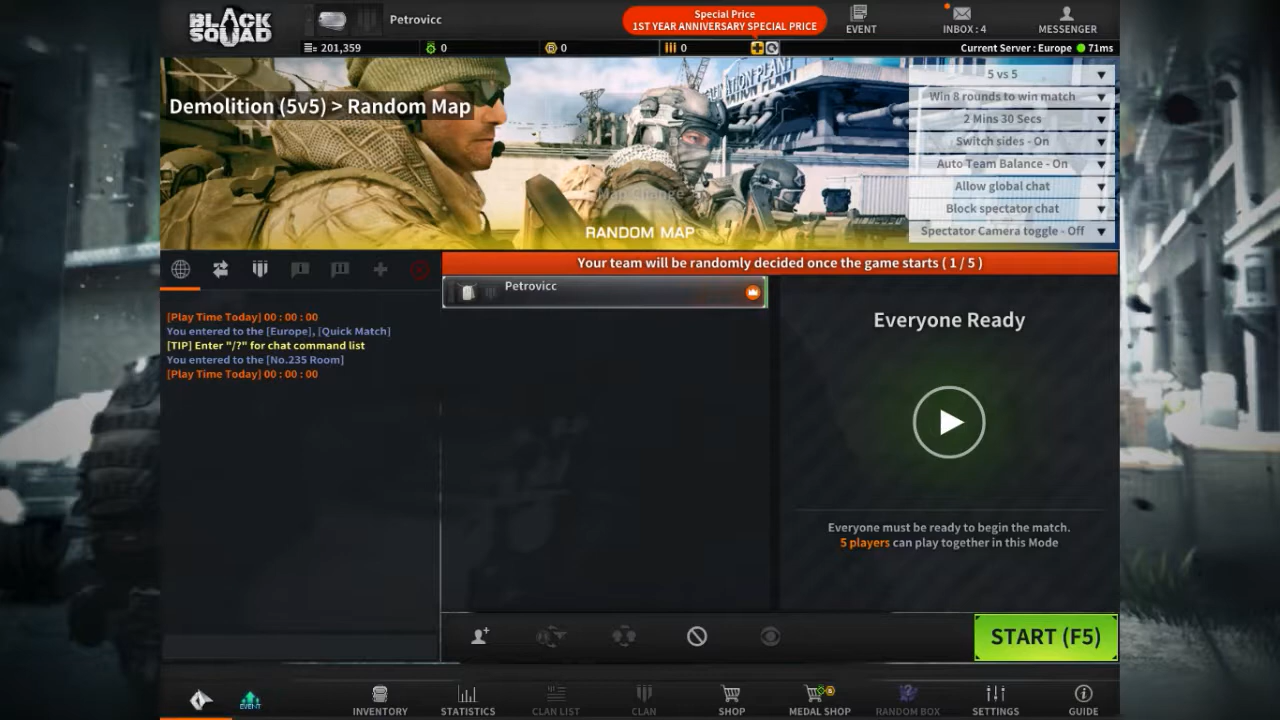 BLACK
SQUAD
Petrovicc
Special Price
1ST YEAR ANNIVERSARY SPECIAL PRICE
EVENT
INBOX : 4
MESSENGER
201,359
0
0
0
Current Server : Europe
71ms
Demolition (5v5) > Random Map
5 vs 5
Win 8 rounds to win match
2 Mins 30 Secs
Switch sides - On
Auto Team Balance - On
Allow global chat
Block spectator chat
Spectator Camera toggle - Off
Map Change
RANDOM MAP
Your team will be randomly decided once the game starts ( 1 / 5 )
Petrovicc
[Play Time Today] 00 : 00 : 00
You entered to the [Europe], [Quick Match]
[TIP] Enter "/?" for chat command list
You entered to the [No.235 Room]
[Play Time Today] 00 : 00 : 00
Everyone Ready
Everyone must be ready to begin the match.
5 players can play together in this Mode
START (F5)
EVENT
INVENTORY
STATISTICS
CLAN LIST
CLAN
SHOP
MEDAL SHOP
RANDOM BOX
SETTINGS
GUIDE